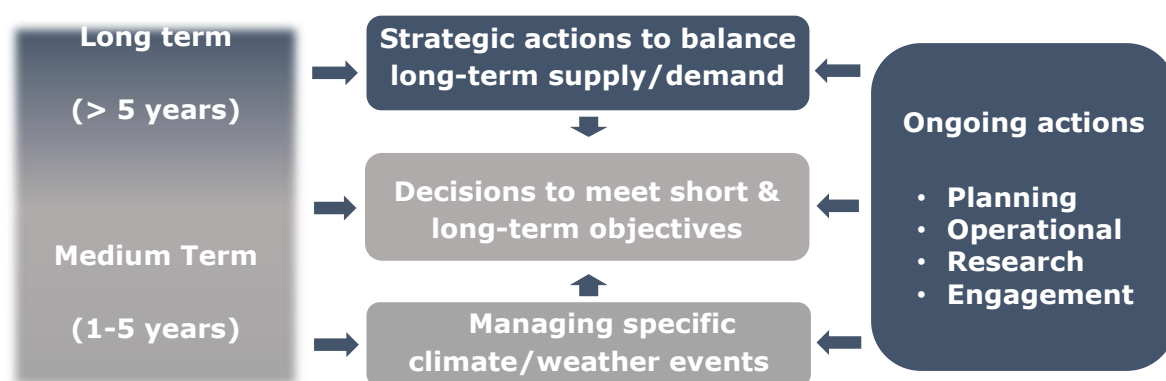 Long term
(> 5 years)
Medium Term
(1-5 years)
Strategic actions to balance
long-term supply/demand
Decisions to meet short &
long-term objectives
Managing specific
climate/weather events
Ongoing actions
• Planning
• Operational
• Research
• Engagement